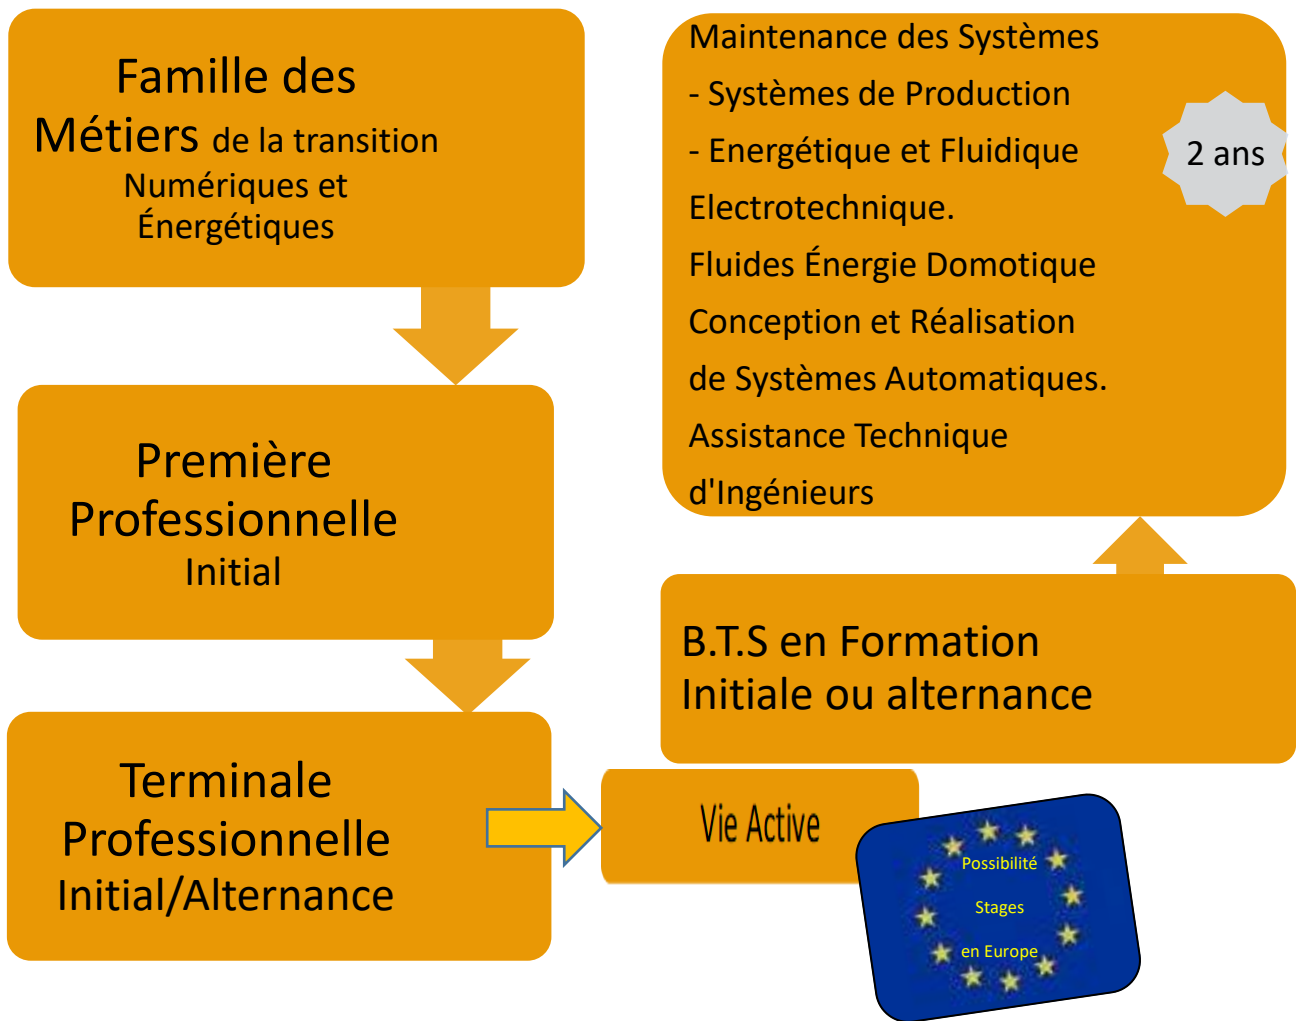 Famille des
Métiers de la transition
Numériques et
Énergétiques
Première
Professionnelle
Initial
Terminale
Professionnelle
Initial/Alternance
Vie Active
Possibilité
Stages
en Europe
B.T.S en Formation
Initiale ou alternance
Maintenance des Systèmes
- Systèmes de Production
- Energétique et Fluidique
Electrotechnique.
Fluides Énergie Domotique
Conception et Réalisation
de Systèmes Automatiques.
Assistance Technique
d'Ingénieurs
2 ans